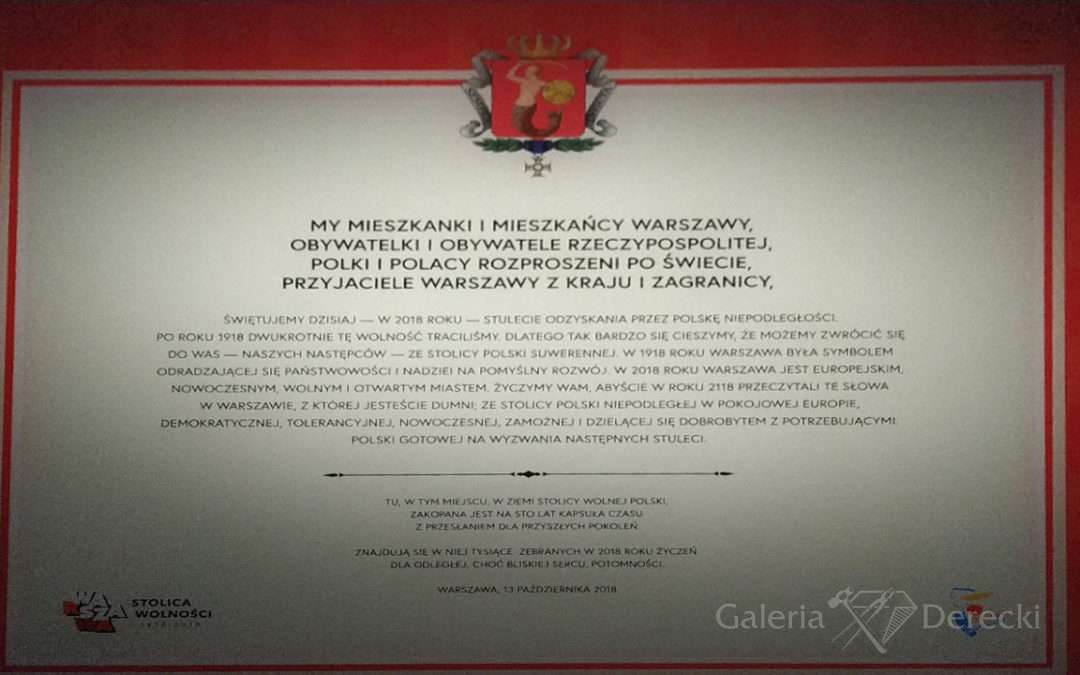 MY MIESZKANKI I MIESZKAŃCY WARSZAWY,
OBYWATELKI I OBYWATELE RZECZYPOSPOLITEJ,
POLKI I POLACY ROZPROSZENI PO ŚWIECIE,
PRZYJACIELE WARSZAWY Z KRAJU I ZAGRANICY,
ŚWIĘTUJEMY DZISIAJ — W 2018 ROKU — STULECIE ODZYSKANIA PRZEZ POLSKĘ NIEPODLEGŁOŚCI.
PO ROKU 1918 DWUKROTNIE TĘ WOLNOŚĆ TRACILIŚMY. DLATEGO TAK BARDZO SIĘ CIESZYMY, ŻE MOŻEMY ZWRÓCIĆ SIĘ
DO WAS — NASZYCH NASTĘPCÓW — ZE STOLICY POLSKI SUWERENNEJ. W 1918 ROKU WARSZAWA BYŁA SYMBOLEM
ODRADZAJĄCEJ SIĘ PAŃSTWOWOŚCI I NADZIEI NA POMYŚLNY ROZWÓJ. W 2018 ROKU WARSZAWA JEST EUROPEJSKIM,
NOWOCZESNYM, WOLNYM I OTWARTYM MIASTEM. ŻYCZYMY WAM, ABYŚCIE W ROKU 2118 PRZECZYTALI TE SŁOWA
W WARSZAWIE, Z KTÓREJ JESTEŚCIE DUMNI; ZE STOLICY POLSKI NIEPODLEGŁEJ W POKOJOWEJ EUROPIE,
DEMOKRATYCZNEJ, TOLERANCYJNEJ, NOWOCZESNEJ, ZAMOŻNEJ I DZIELĄCEJ SIĘ DOBROBYTEM Z POTRZEBUJĄCYMI.
POLSKI GOTOWEJ NA WYZWANIA NASTĘPNYCH STULECI.
TU, W TYM MIEJSCU, W ZIEMI STOLICY WOLNEJ POLSKI,
ZAKOPANA JEST NA STO LAT KAPSUŁA CZASU
Z PRZESŁANIEM DLA PRZYSZŁYCH POKOLEŃ.
ZNAJDUJĄ SIĘ W NIEJ TYSIĄCE, ZEBRANYCH W 2018 ROKU ŻYCZEŃ
DLA ODLEGŁEJ, CHOĆ BLISKIEJ SERCU, POTOMNOŚCI.
WARSZAWA, 13 PAŹDZIERNIKA 2018
WA
SZA
STOLICA
WOLNOŚCI
1918-2018
Galeria Derecki